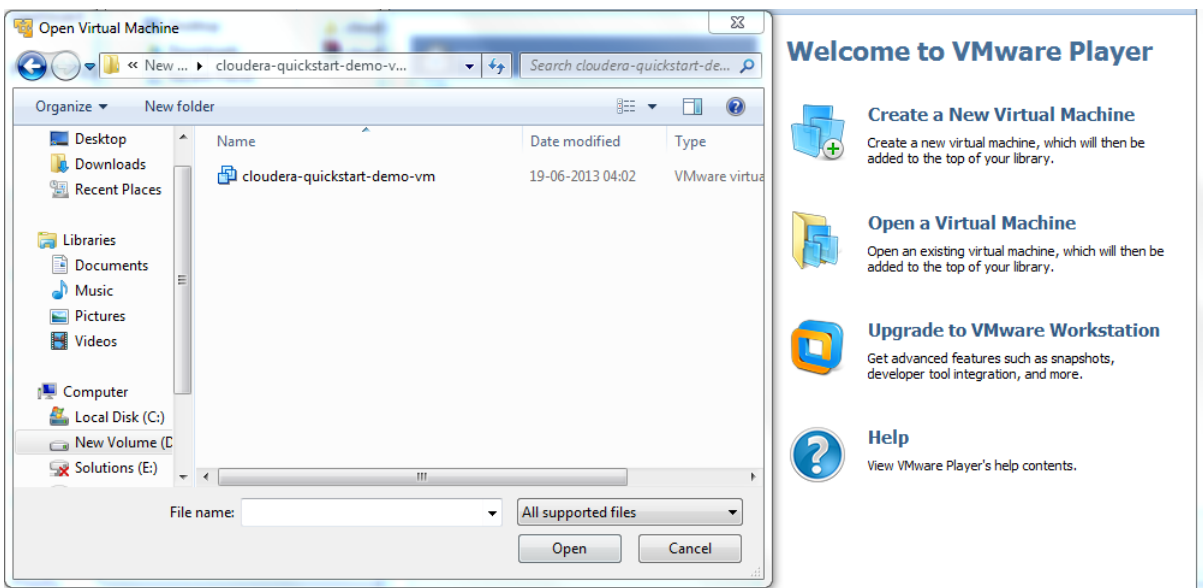 Open Virtual Machine
« New ... ▸ cloudera-quickstart-demo-v...
Search cloudera-quickstart-de...
Organize
New folder
Desktop
Downloads
Recent Places
Libraries
Documents
Music
Pictures
Videos
Computer
Local Disk (C:)
New Volume (D
Solutions (E:)
Name
Date modified
Type
cloudera-quickstart-demo-vm
19-06-2013 04:02
VMware virtua
File name:
All supported files
Open
Cancel
Welcome to VMware Player
Create a New Virtual Machine
Create a new virtual machine, which will then be
added to the top of your library.
Open a Virtual Machine
Open an existing virtual machine, which will then be
added to the top of your library.
Upgrade to VMware Workstation
Get advanced features such as snapshots,
developer tool integration, and more.
Help
View VMware Player's help contents.